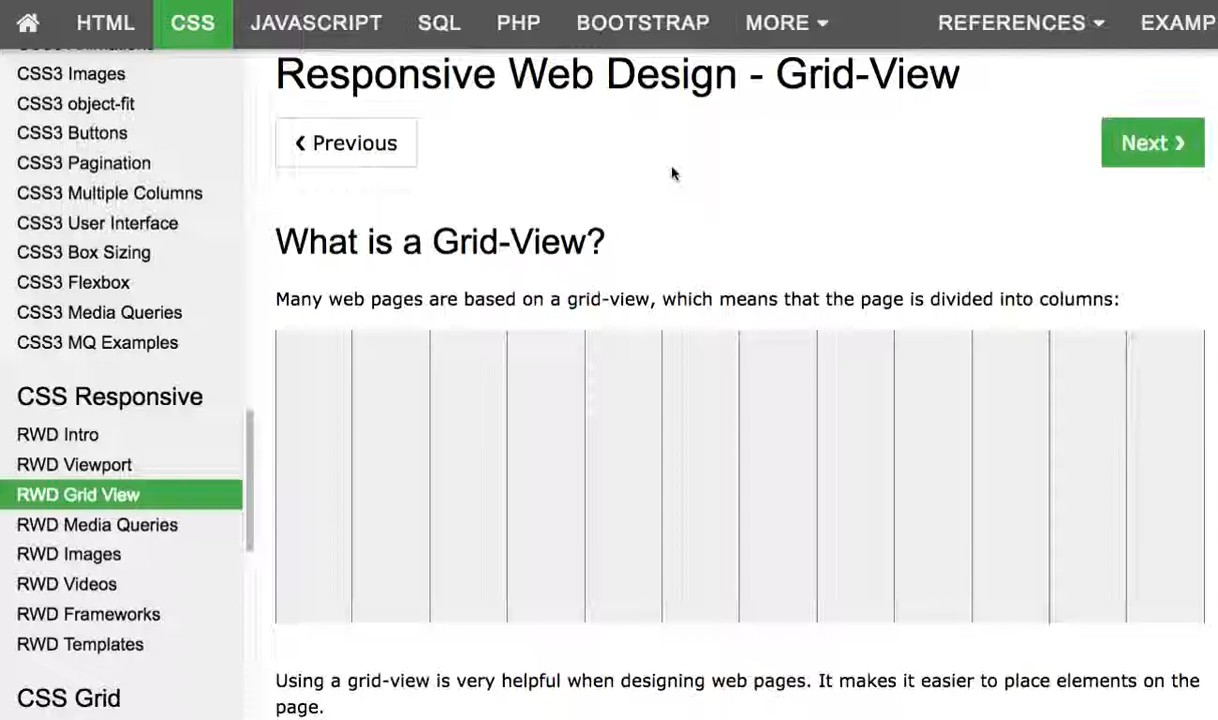 HTML CSS JAVASCRIPT SQL PHP BOOTSTRAP MORE REFERENCES EXAMP
CSS3 Animations
CSS3 Images
CSS3 object-fit
CSS3 Buttons
CSS3 Pagination
CSS3 Multiple Columns
CSS3 User Interface
CSS3 Box Sizing
CSS3 Flexbox
CSS3 Media Queries
CSS3 MQ Examples
CSS Responsive
RWD Intro
RWD Viewport
RWD Grid View
RWD Media Queries
RWD Images
RWD Videos
RWD Frameworks
RWD Templates
CSS Grid
Responsive Web Design - Grid-View
❮ Previous
Next ❯
What is a Grid-View?
Many web pages are based on a grid-view, which means that the page is divided into columns:
Using a grid-view is very helpful when designing web pages. It makes it easier to place elements on the
page.